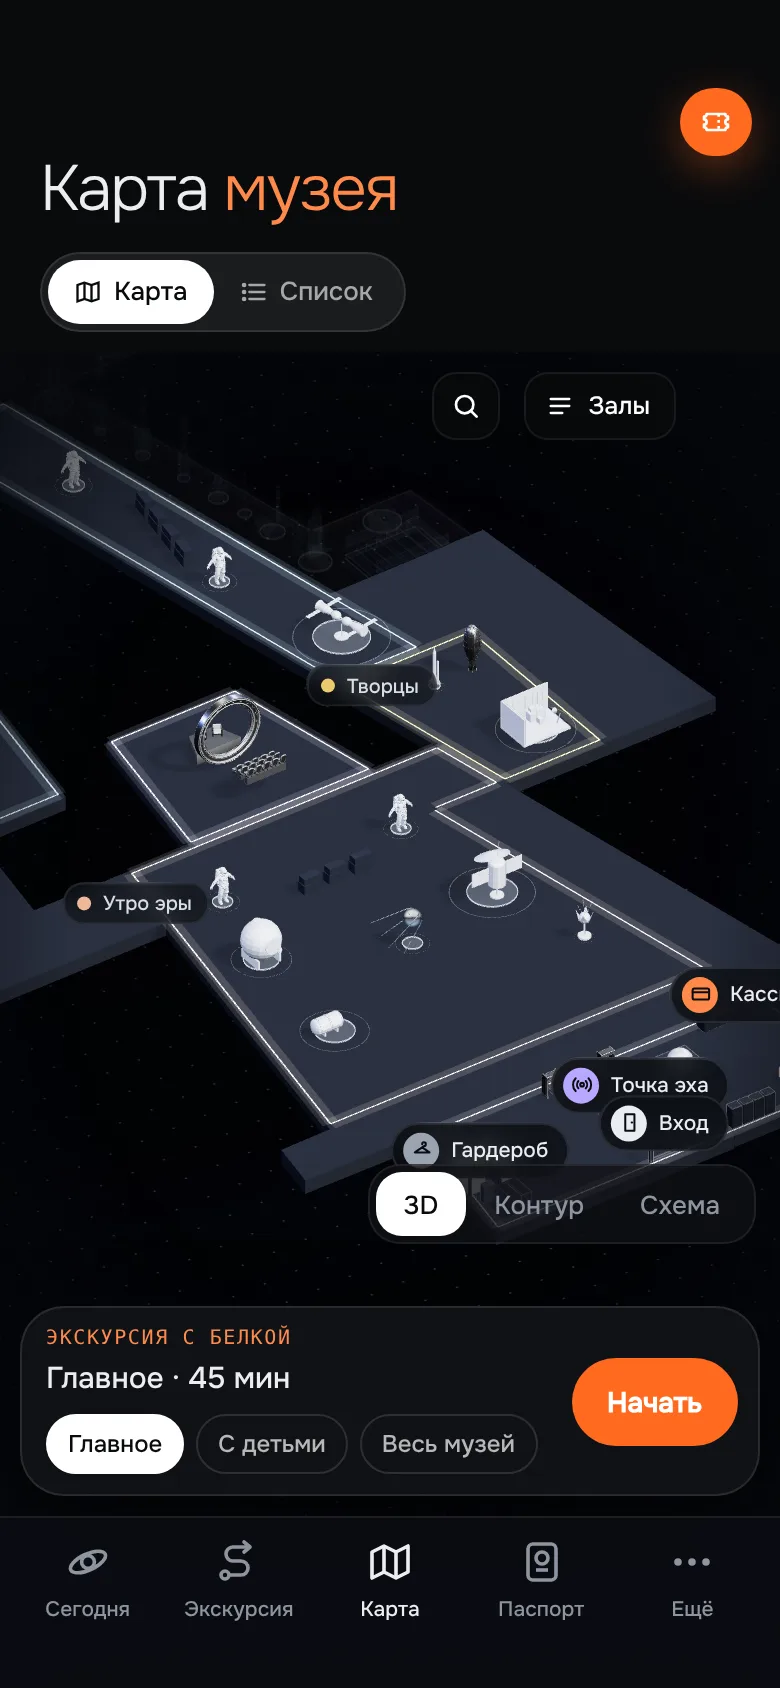 Карта музея
Карта
Список
Залы
Творцы
Утро эры
Касс
Точка эха
Вход
Гардероб
3D
Контур
Схема
ЭКСКУРСИЯ С БЕЛКОЙ
Главное · 45 мин
Начать
Главное
С детьми
Весь музей
Сегодня
Экскурсия
Карта
Паспорт
Ещё